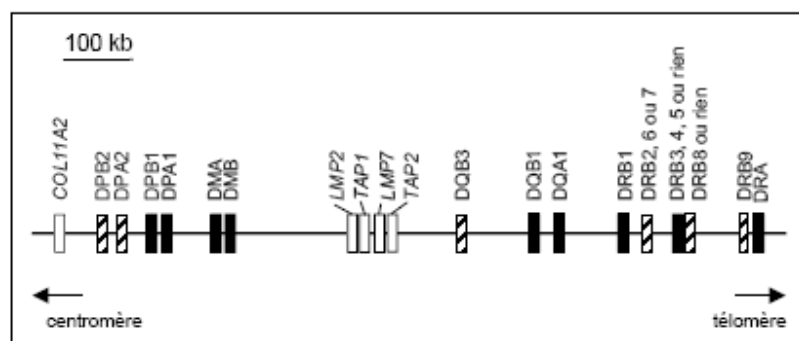 100 kb
COL11A2
DPB2
DPA2
DPB1
DPA1
DMA
DMB
LMP2
TAP1
LMP7
TAP2
DQB3
DQB1
DQA1
DRB1
DRB2, 6 ou 7
DRB3, 4, 5 ou rien
DRB8 ou rien
DRB9
DRA
centromère
télomère